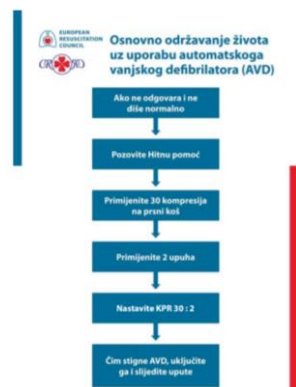 EUROPEAN
RESUSCITATION
COUNCIL
Osnovno održavanje života
uz uporabu automatskoga
vanjskog defibrilatora (AVD)
Ako ne odgovara i ne
diše normalno
Pozovite Hitnu pomoć
Primijenite 30 kompresija
na prsni koš
Primijenite 2 upuha
Nastavite KPR 30 : 2
Čim stigne AVD, uključite
ga i slijedite upute